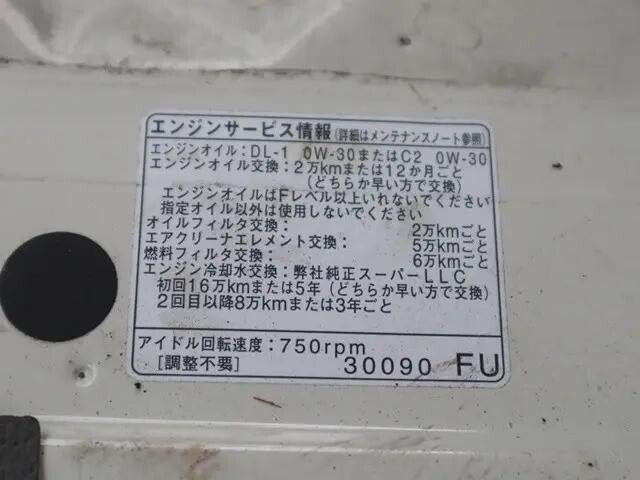 エンジンサービス情報(詳細はメンテナンスノート参照)
エンジンオイル:DL-1 0W-30またはC2 0W-30
エンジンオイル交換:2万kmまたは12か月ごと
(どちらか早い方で交換)
エンジンオイルはFレベル以上いれないでください
指定オイル以外は使用しないでください
オイルフィルタ交換: 2万kmごと
エアクリーナエレメント交換: 5万kmごと
燃料フィルタ交換: 6万kmごと
エンジン冷却水交換:弊社純正スーパーLLC
初回16万kmまたは5年(どちらか早い方で交換)
2回目以降8万kmまたは3年ごと
アイドル回転速度:750rpm
[調整不要] 30090 FU